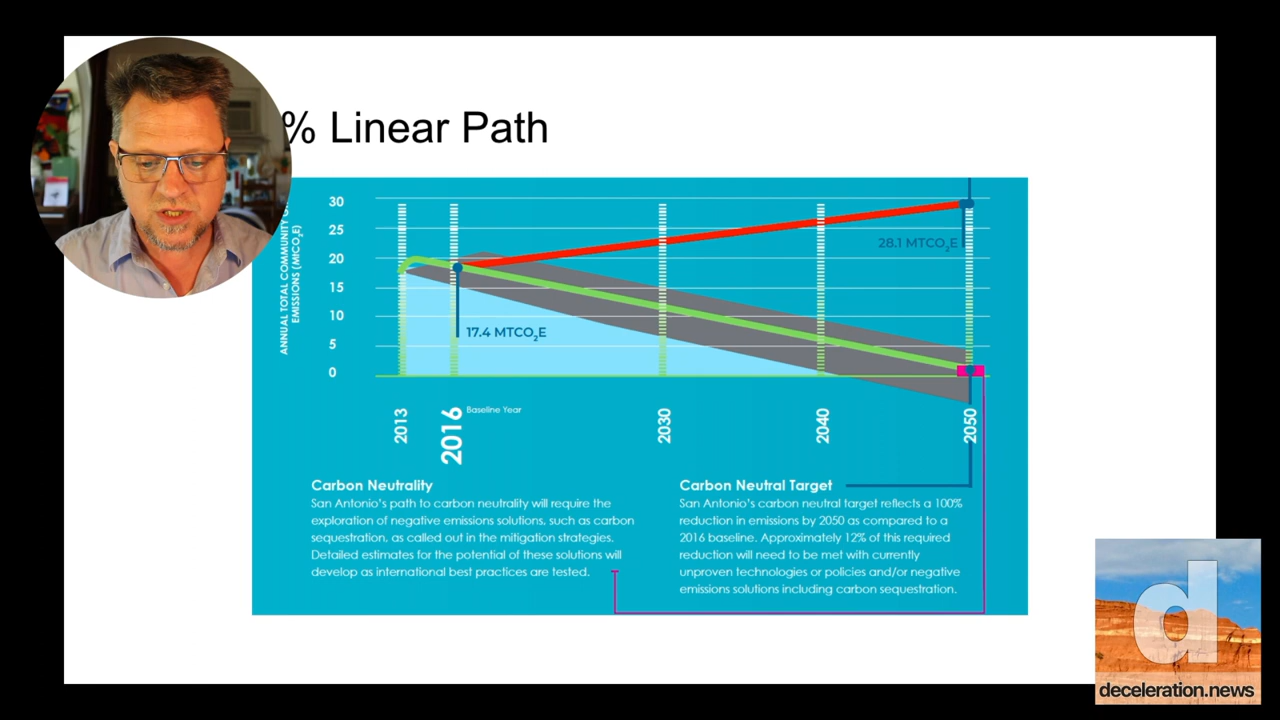 % Linear Path
ANNUAL TOTAL COMMUNITY
EMISSIONS (MtCO₂E)
30
25
20
15
10
5
0
28.1 MTCO₂E
17.4 MTCO₂E
2013
2016
Baseline Year
2030
2040
2050
Carbon Neutrality
San Antonio's path to carbon neutrality will require the
exploration of negative emissions solutions, such as carbon
sequestration, as called out in the mitigation strategies.
Detailed estimates for the potential of these solutions will
develop as international best practices are tested.
Carbon Neutral Target
San Antonio's carbon neutral target reflects a 100%
reduction in emissions by 2050 as compared to a
2016 baseline. Approximately 12% of this required
reduction will need to be met with currently
unproven technologies or policies and/or negative
emissions solutions including carbon sequestration.
d
deceleration.news